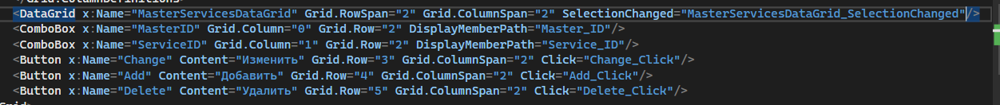 </Grid.ColumnDefinitions>
<DataGrid x:Name="MasterServicesDataGrid" Grid.RowSpan="2" Grid.ColumnSpan="2" SelectionChanged="MasterServicesDataGrid_SelectionChanged"/>
<ComboBox x:Name="MasterID" Grid.Column="0" Grid.Row="2" DisplayMemberPath="Master_ID"/>
<ComboBox x:Name="ServiceID" Grid.Column="1" Grid.Row="2" DisplayMemberPath="Service_ID"/>
<Button x:Name="Change" Content="Изменить" Grid.Row="3" Grid.ColumnSpan="2" Click="Change_Click"/>
<Button x:Name="Add" Content="Добавить" Grid.Row="4" Grid.ColumnSpan="2" Click="Add_Click"/>
<Button x:Name="Delete" Content="Удалить" Grid.Row="5" Grid.ColumnSpan="2" Click="Delete_Click"/>
Grid>